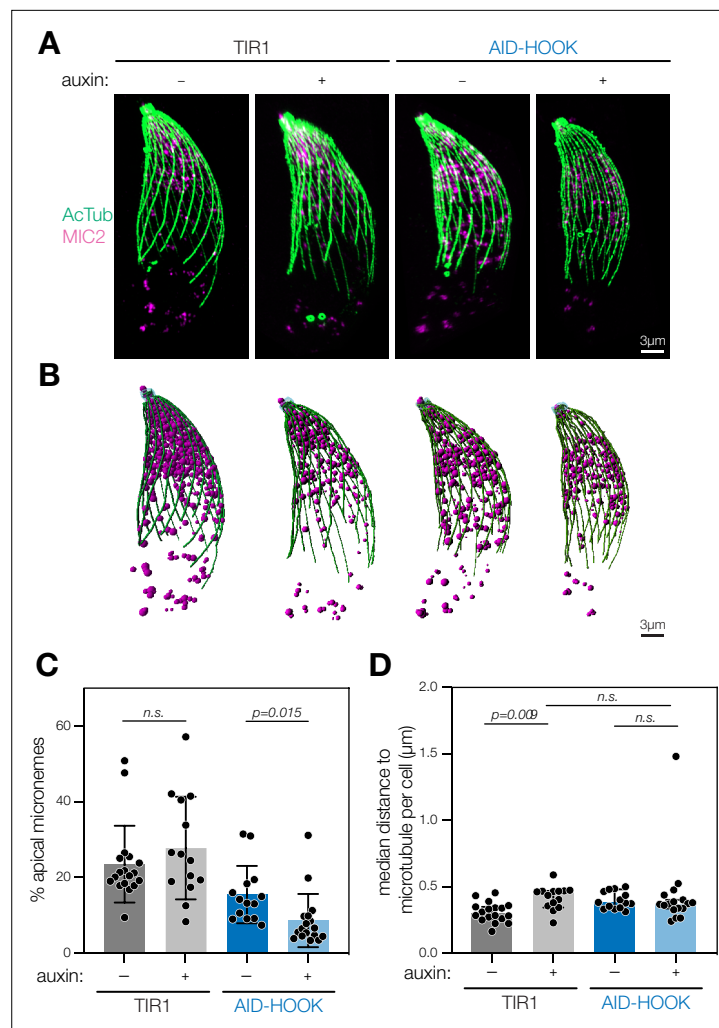 A
TIR1 AID-HOOK
auxin: – + – +
AcTub
MIC2
3µm
B
3µm
C
% apical micronemes
60
40
20
0
n.s.
p=0.015
auxin: – + – +
TIR1 AID-HOOK
D
median distance to
microtubule per cell (µm)
2.0
1.5
1.0
0.5
0.0
n.s.
p=0.009
n.s.
auxin: – + – +
TIR1 AID-HOOK